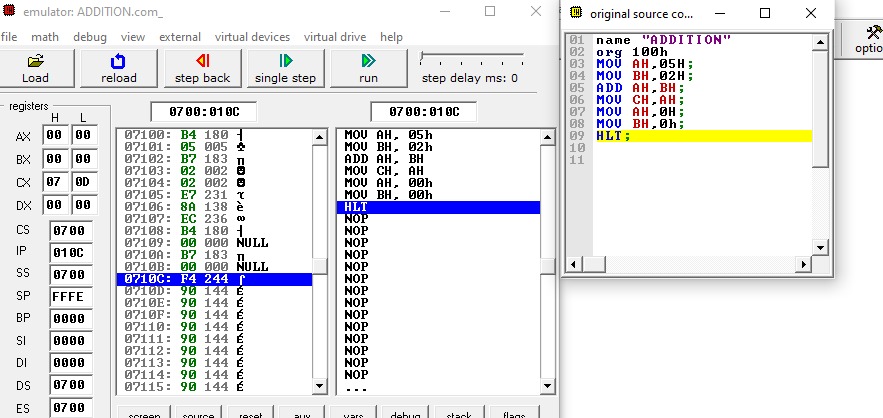 emulator: ADDITION.com_
file math debug view external virtual devices virtual drive help
Load reload step back single step run step delay ms: 0
registers
H L
AX 00 00
BX 00 00
CX 07 0D
DX 00 00
CS 0700
IP 010C
SS 0700
SP FFFE
BP 0000
SI 0000
DI 0000
DS 0700
ES 0700
0700:010C
07100: B4 180 ┤
07101: 05 005 ♣
07102: B7 183 ╖
07103: 02 002 ☻
07104: 02 002 ☻
07105: E7 231 τ
07106: 8A 138 è
07107: EC 236 ∞
07108: B4 180 ┤
07109: 00 000 NULL
0710A: B7 183 ╖
0710B: 00 000 NULL
0710C: F4 244 ⌠
0710D: 90 144 É
0710E: 90 144 É
0710F: 90 144 É
07110: 90 144 É
07111: 90 144 É
07112: 90 144 É
07113: 90 144 É
07114: 90 144 É
07115: 90 144 É
0700:010C
MOV AH, 05h
MOV BH, 02h
ADD AH, BH
MOV CH, AH
MOV AH, 00h
MOV BH, 00h
HLT
NOP
NOP
NOP
NOP
NOP
NOP
NOP
NOP
NOP
NOP
NOP
NOP
NOP
NOP
...
screen source reset aux vars debug stack flags
original source co...
01 name "ADDITION"
02 org 100h
03 MOV AH,05H;
04 MOV BH,02H;
05 ADD AH,BH;
06 MOV CH,AH;
07 MOV AH,0H;
08 MOV BH,0h;
09 HLT;
10
11
optio